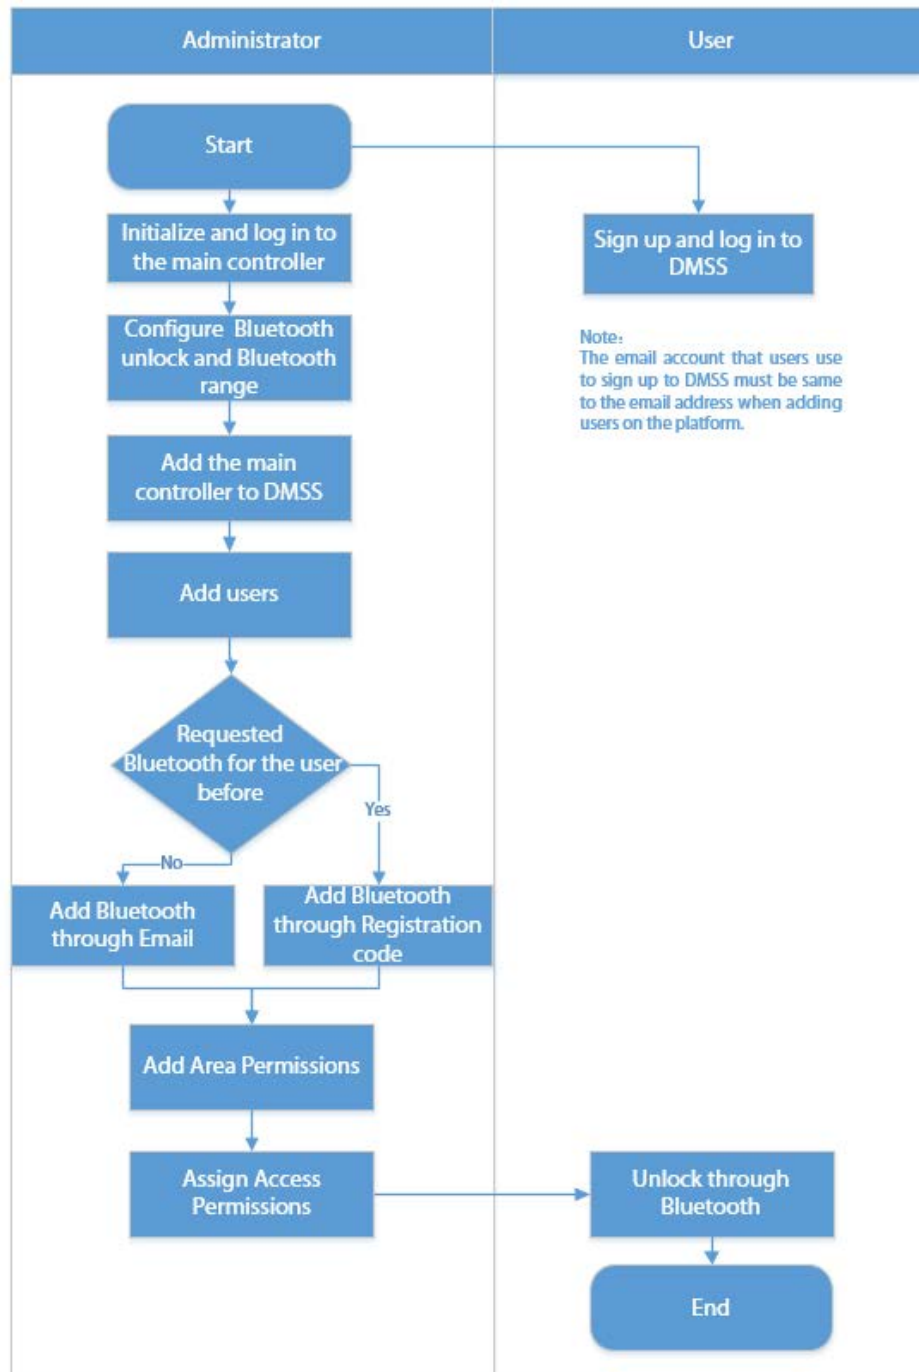 Administrator
User
Start
Initialize and log in to
the main controller
Sign up and log in to
DMSS
Configure Bluetooth
unlock and Bluetooth
range
Note:
The email account that users use
to sign up to DMSS must be same
to the email address when adding
users on the platform.
Add the main
controller to DMSS
Add users
Requested
Bluetooth for the user
before
Yes
No
Add Bluetooth
through Email
Add Bluetooth
through Registration
code
Add Area Permissions
Assign Access
Permissions
Unlock through
Bluetooth
End